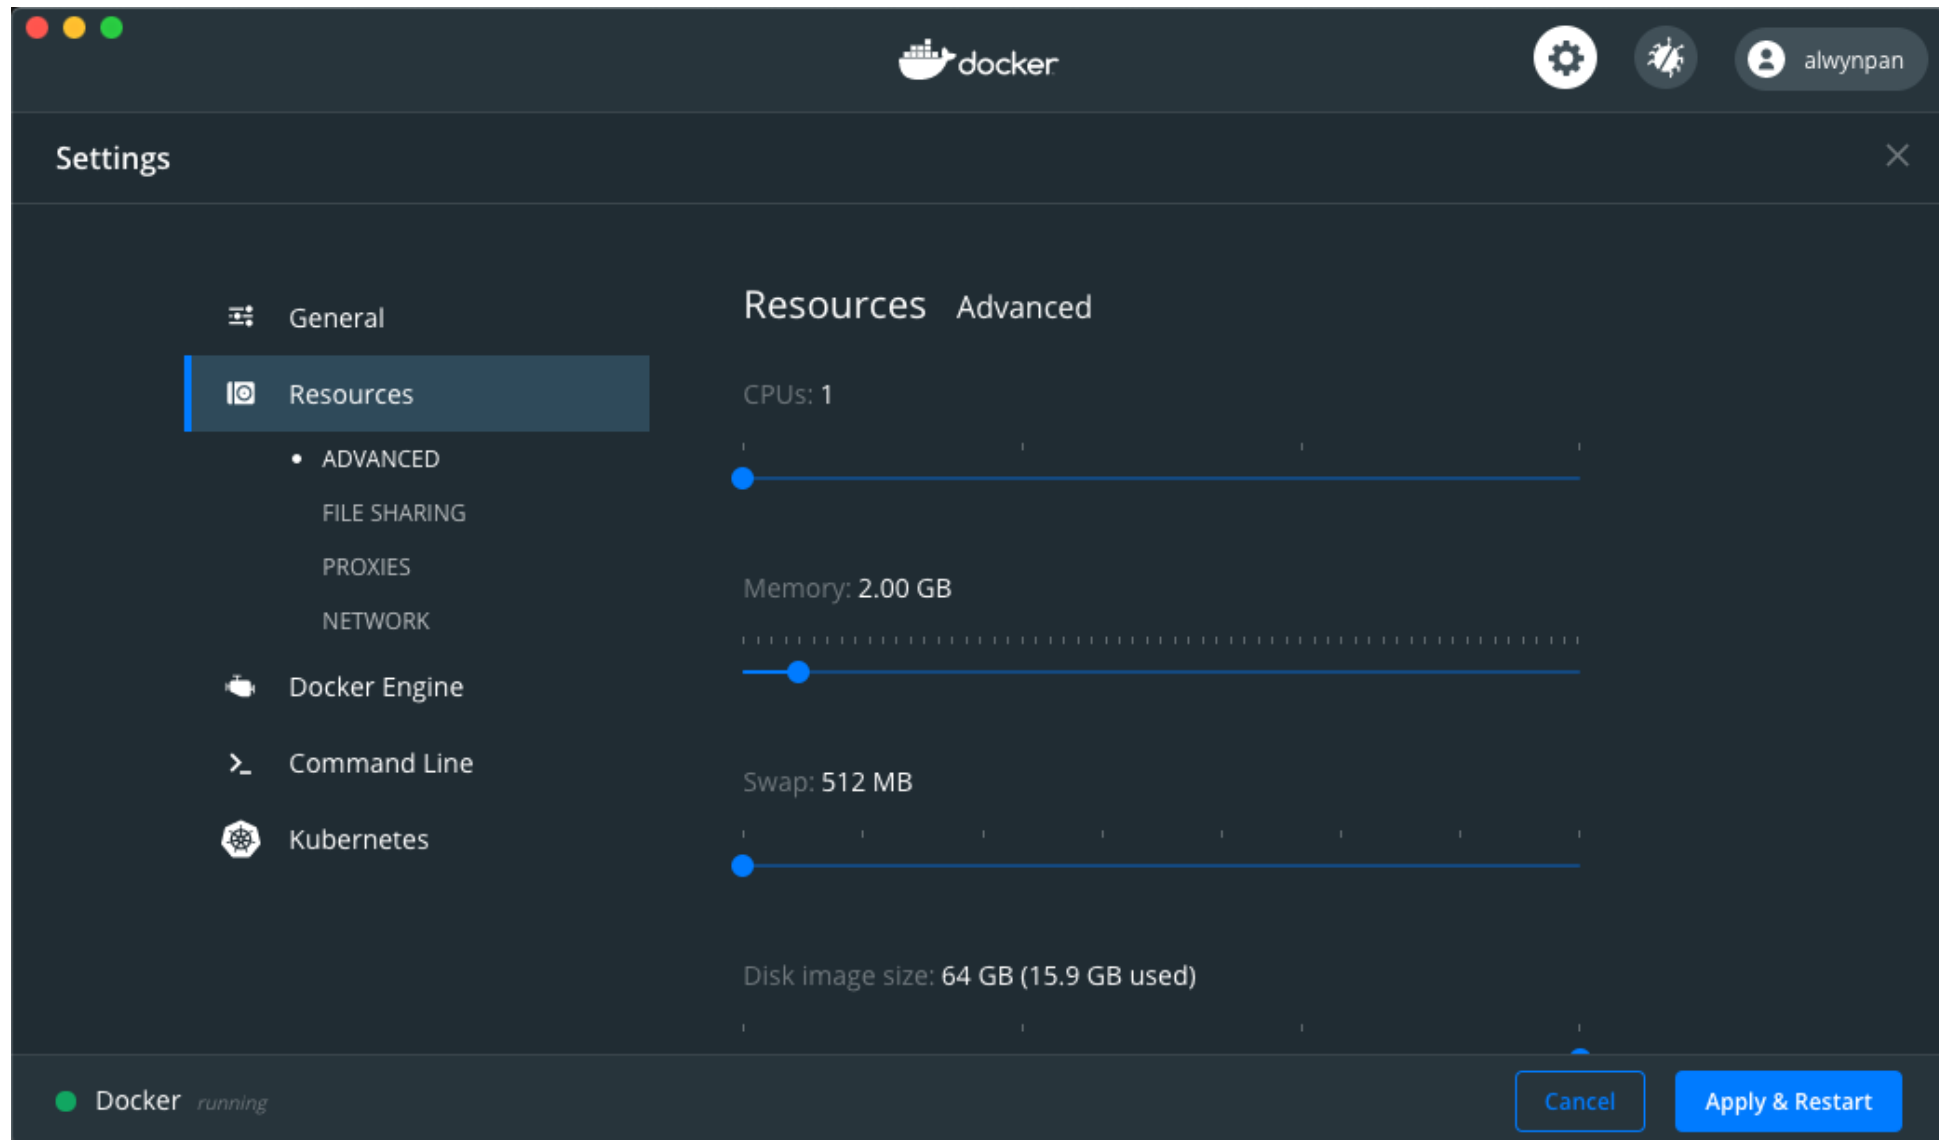 docker
alwynpan
Settings
General
Resources
ADVANCED
FILE SHARING
PROXIES
NETWORK
Docker Engine
Command Line
Kubernetes
Resources Advanced
CPUs: 1
Memory: 2.00 GB
Swap: 512 MB
Disk image size: 64 GB (15.9 GB used)
Docker running
Cancel
Apply & Restart